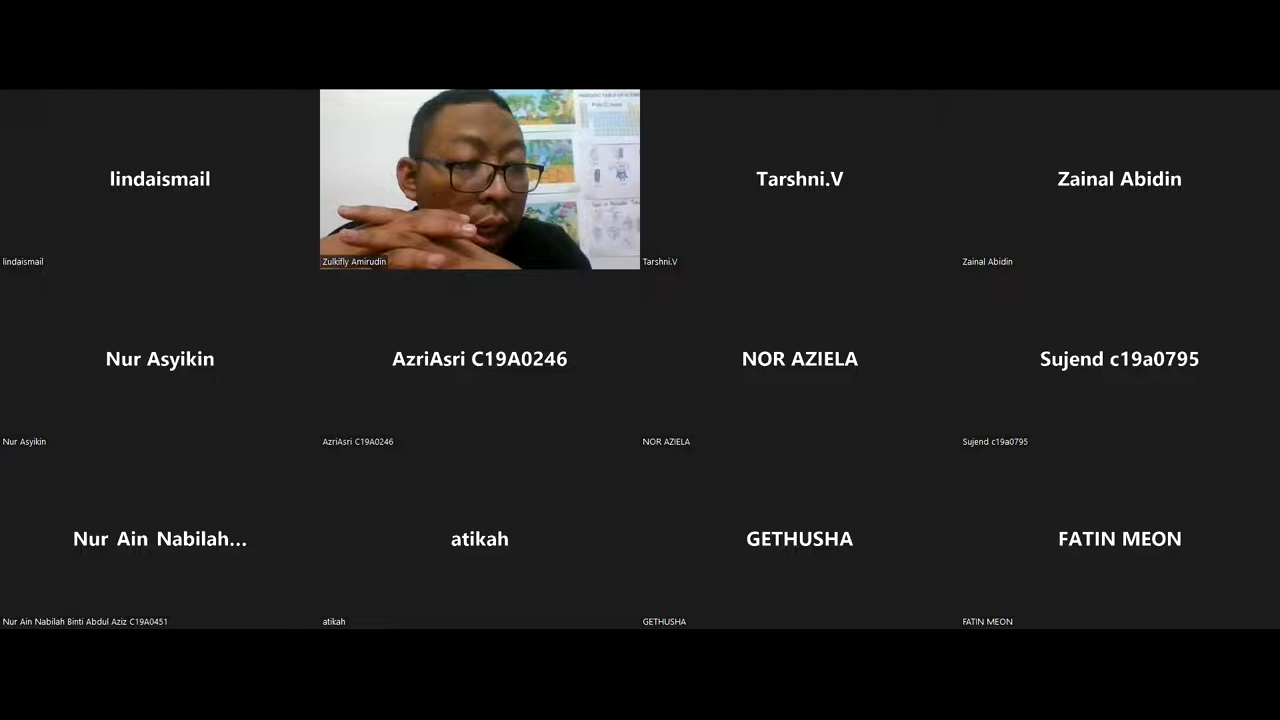 lindaismail
Tarshni.V
Zainal Abidin
lindaismail
Zulkifly Amirudin
Tarshni.V
Zainal Abidin
Nur Asyikin
AzriAsri C19A0246
NOR AZIELA
Sujend c19a0795
Nur Asyikin
AzriAsri C19A0246
NOR AZIELA
Sujend c19a0795
Nur Ain Nabilah...
atikah
GETHUSHA
FATIN MEON
Nur Ain Nabilah Binti Abdul Aziz C19A0451
atikah
GETHUSHA
FATIN MEON